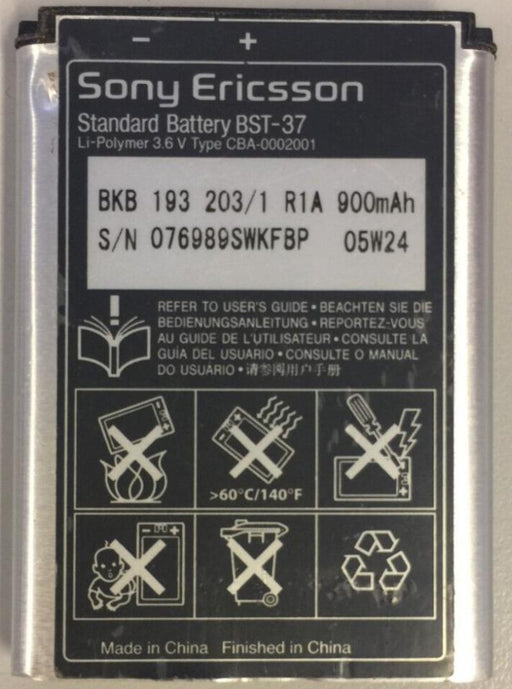 - +
Sony Ericsson
Standard Battery BST-37
Li-Polymer 3.6 V Type CBA-0002001
BKB 193 203/1 R1A 900mAh
S/N 076989SWKFBP 05W24
REFER TO USER'S GUIDE • BEACHTEN SIE DIE
BEDIENUNGSANLEITUNG • REPORTEZ-VOUS
AU GUIDE DE L'UTILISATEUR • CONSULTE LA
GUÍA DEL USUARIO • CONSULTE O MANUAL
DO USUARIO • 请参阅用户手册
>60°C/140°F
Made in China Finished in China